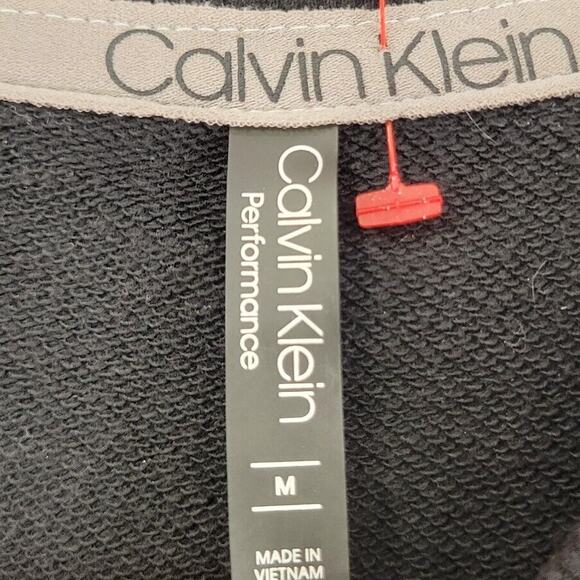 Calvin Klein
Calvin Klein
Performance
M
MADE IN
VIETNAM